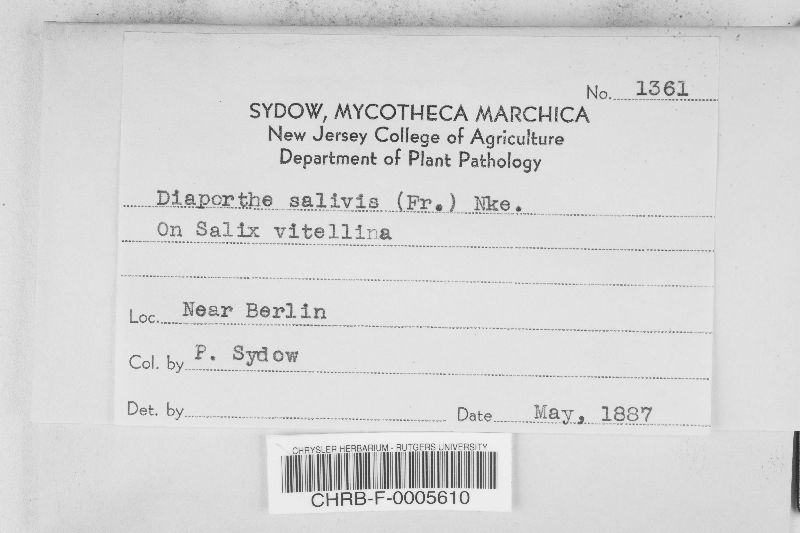 No. 1361
SYDOW, MYCOTHECA MARCHICA
New Jersey College of Agriculture
Department of Plant Pathology
Diaporthe salivis (Fr.) Nke.
On Salix vitellina
Loc. Near Berlin
Col. by P. Sydow
Det. by
Date May, 1887
CHRYSLER HERBARIUM - RUTGERS UNIVERSITY
CHRB-F-0005610